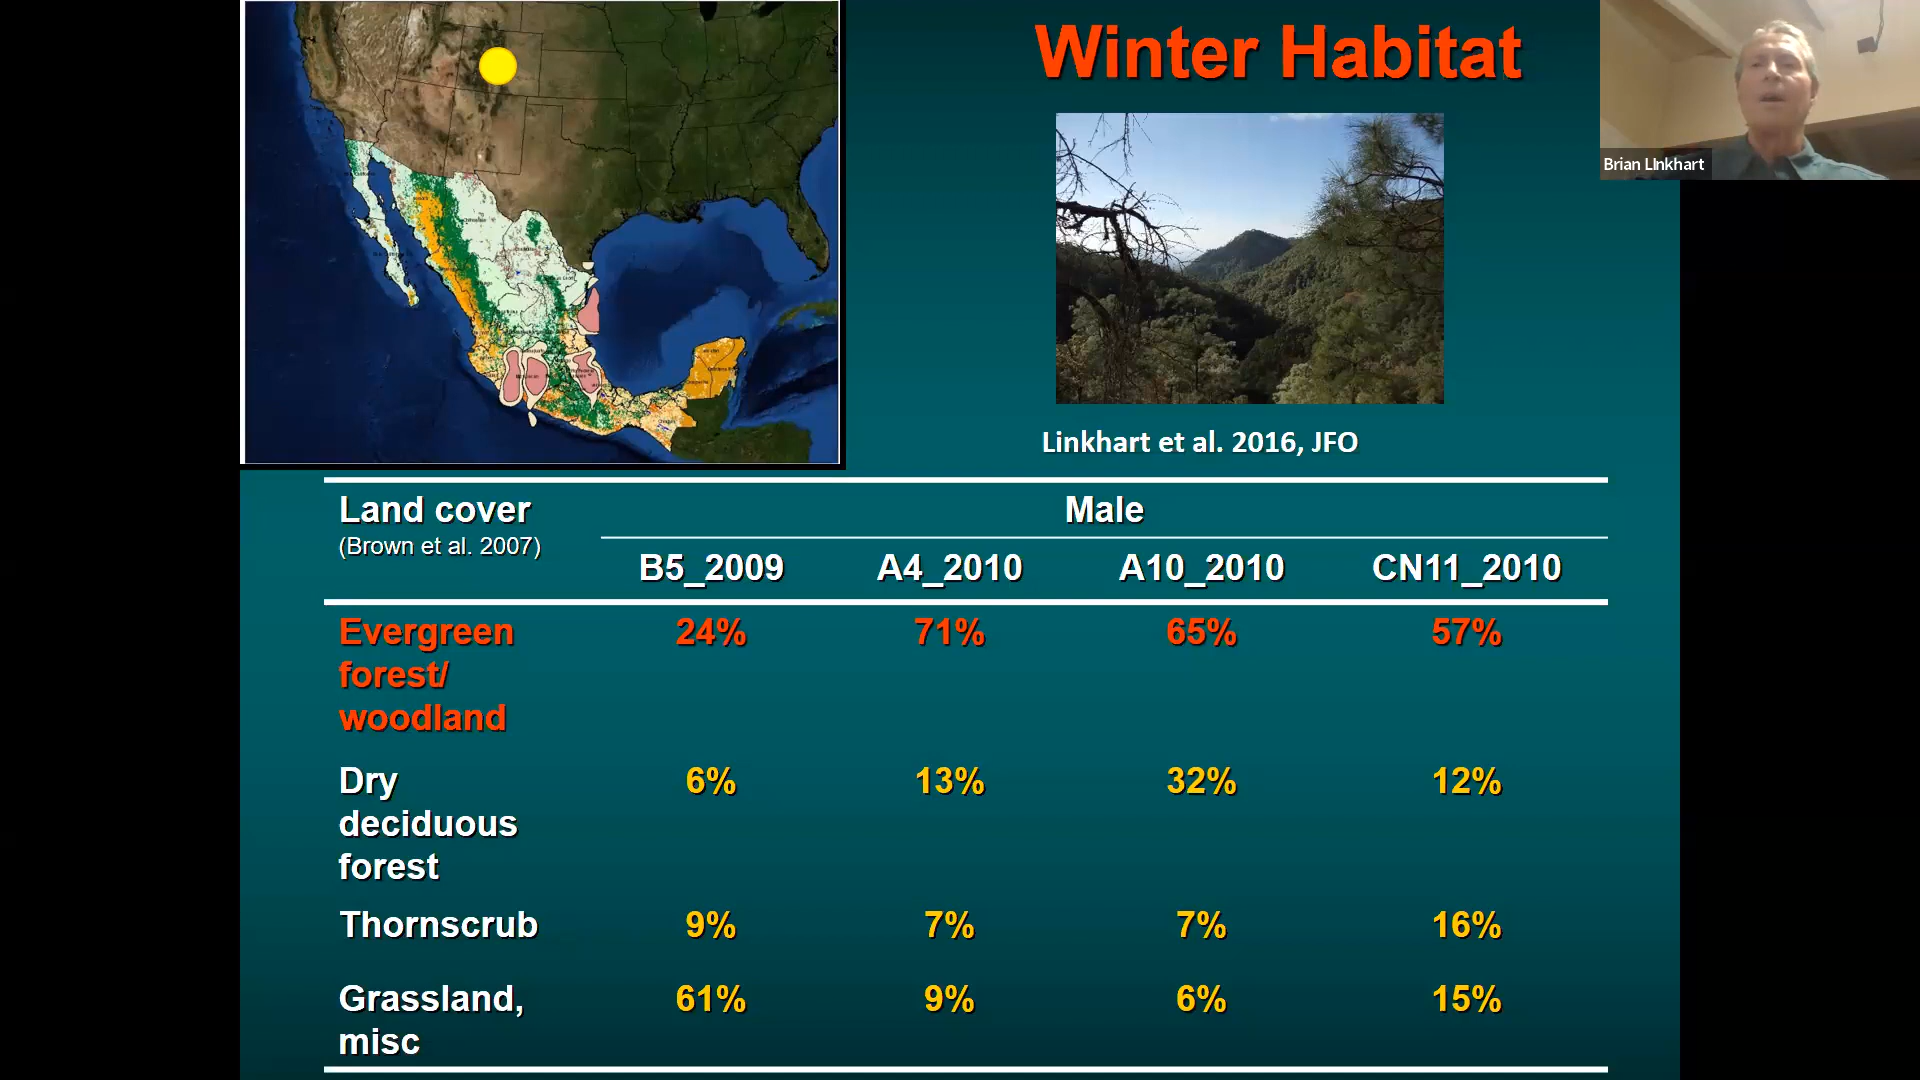 Winter Habitat
Brian LInkhart
Linkhart et al. 2016, JFO
Land cover
(Brown et al. 2007)
Male
B5_2009 A4_2010 A10_2010 CN11_2010
Evergreen 24% 71% 65% 57%
forest/
woodland
Dry 6% 13% 32% 12%
deciduous
forest
Thornscrub 9% 7% 7% 16%
Grassland, 61% 9% 6% 15%
misc